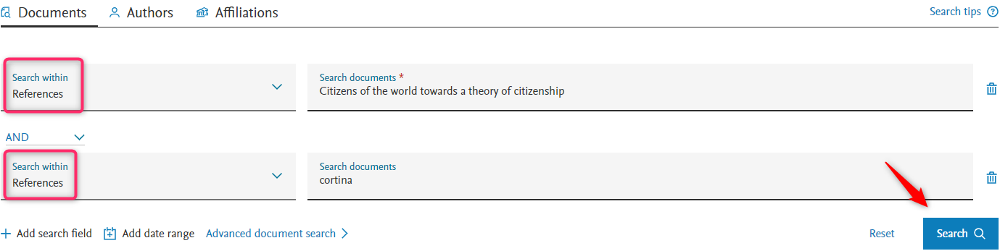 Documents Authors Affiliations Search tips
Search within Search documents *
References Citizens of the world towards a theory of citizenship
AND
Search within Search documents
References cortina
Add search field Add date range Advanced document search Reset Search